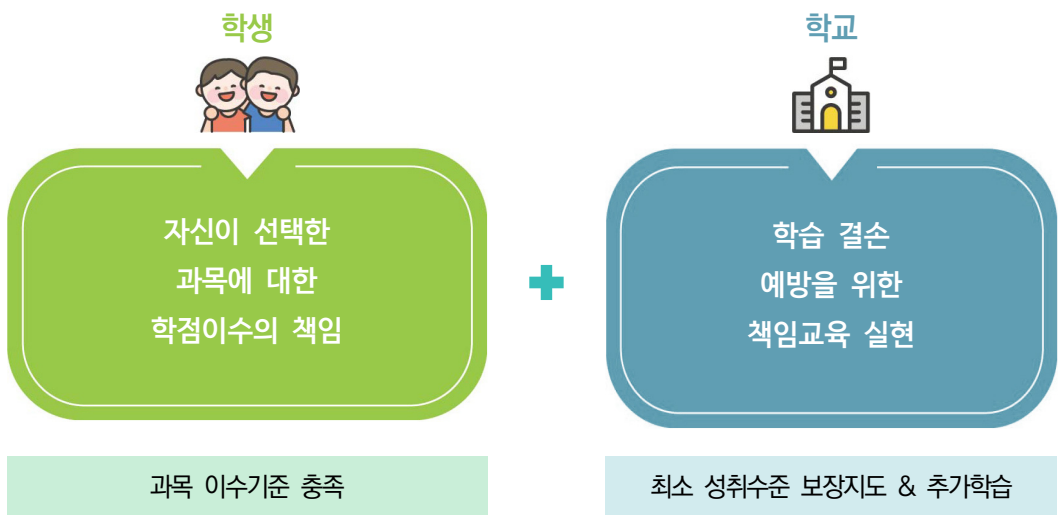 학생
자신이 선택한
과목에 대한
학점이수의 책임
과목 이수기준 충족
학교
학습 결손
예방을 위한
책임교육 실현
최소 성취수준 보장지도 & 추가학습